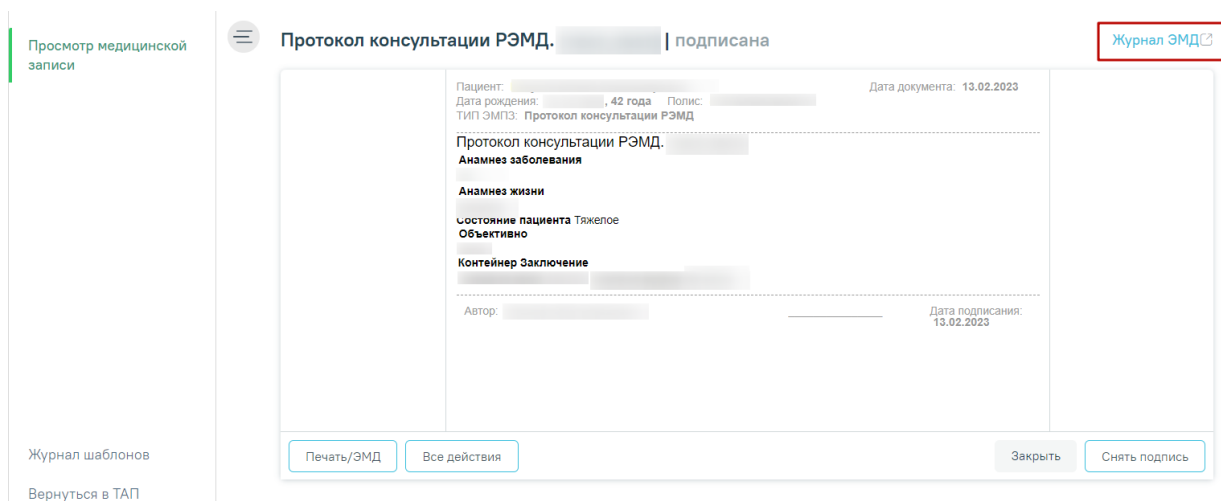 Просмотр медицинской
записи
Протокол консультации РЭМД. | подписана
Журнал ЭМД
Пациент: Дата документа: 13.02.2023
Дата рождения: , 42 года Полис:
ТИП ЭМПЗ: Протокол консультации РЭМД
Протокол консультации РЭМД.
Анамнез заболевания
Анамнез жизни
Состояние пациента Тяжелое
Объективно
Контейнер Заключение
Автор: Дата подписания:
13.02.2023
Печать/ЭМД Все действия Закрыть Снять подпись
Журнал шаблонов
Вернуться в ТАП